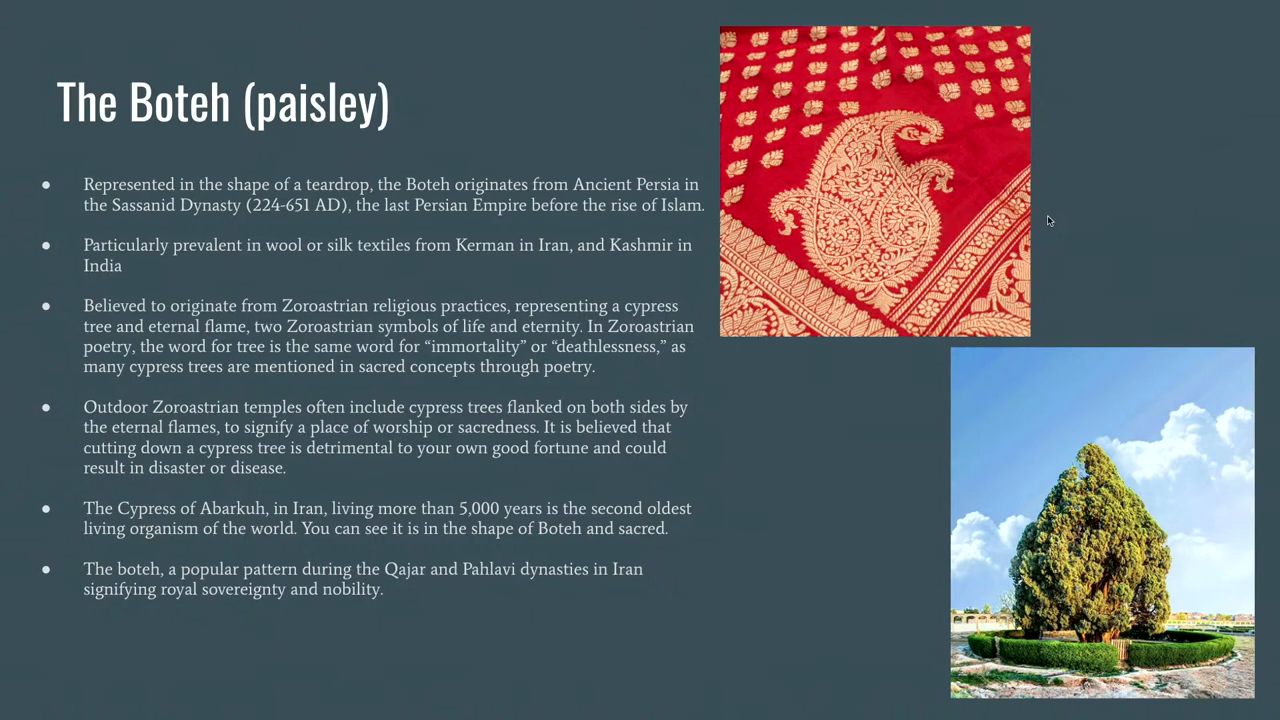 The Boteh (paisley)
● Represented in the shape of a teardrop, the Boteh originates from Ancient Persia in
the Sassanid Dynasty (224-651 AD), the last Persian Empire before the rise of Islam.
● Particularly prevalent in wool or silk textiles from Kerman in Iran, and Kashmir in
India
● Believed to originate from Zoroastrian religious practices, representing a cypress
tree and eternal flame, two Zoroastrian symbols of life and eternity. In Zoroastrian
poetry, the word for tree is the same word for “immortality” or “deathlessness,” as
many cypress trees are mentioned in sacred concepts through poetry.
● Outdoor Zoroastrian temples often include cypress trees flanked on both sides by
the eternal flames, to signify a place of worship or sacredness. It is believed that
cutting down a cypress tree is detrimental to your own good fortune and could
result in disaster or disease.
● The Cypress of Abarkuh, in Iran, living more than 5,000 years is the second oldest
living organism of the world. You can see it is in the shape of Boteh and sacred.
● The boteh, a popular pattern during the Qajar and Pahlavi dynasties in Iran
signifying royal sovereignty and nobility.